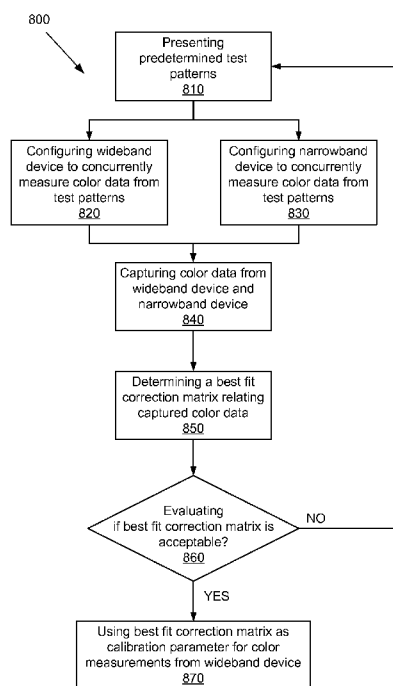 800
Presenting
predetermined test
patterns
810
Configuring wideband
device to concurrently
measure color data from
test patterns
820
Configuring narrowband
device to concurrently
measure color data from
test patterns
830
Capturing color data from
wideband device and
narrowband device
840
Determining a best fit
correction matrix relating
captured color data
850
Evaluating
if best fit correction matrix is
acceptable?
860
NO
YES
Using best fit correction matrix as
calibration parameter for color
measurements from wideband device
870